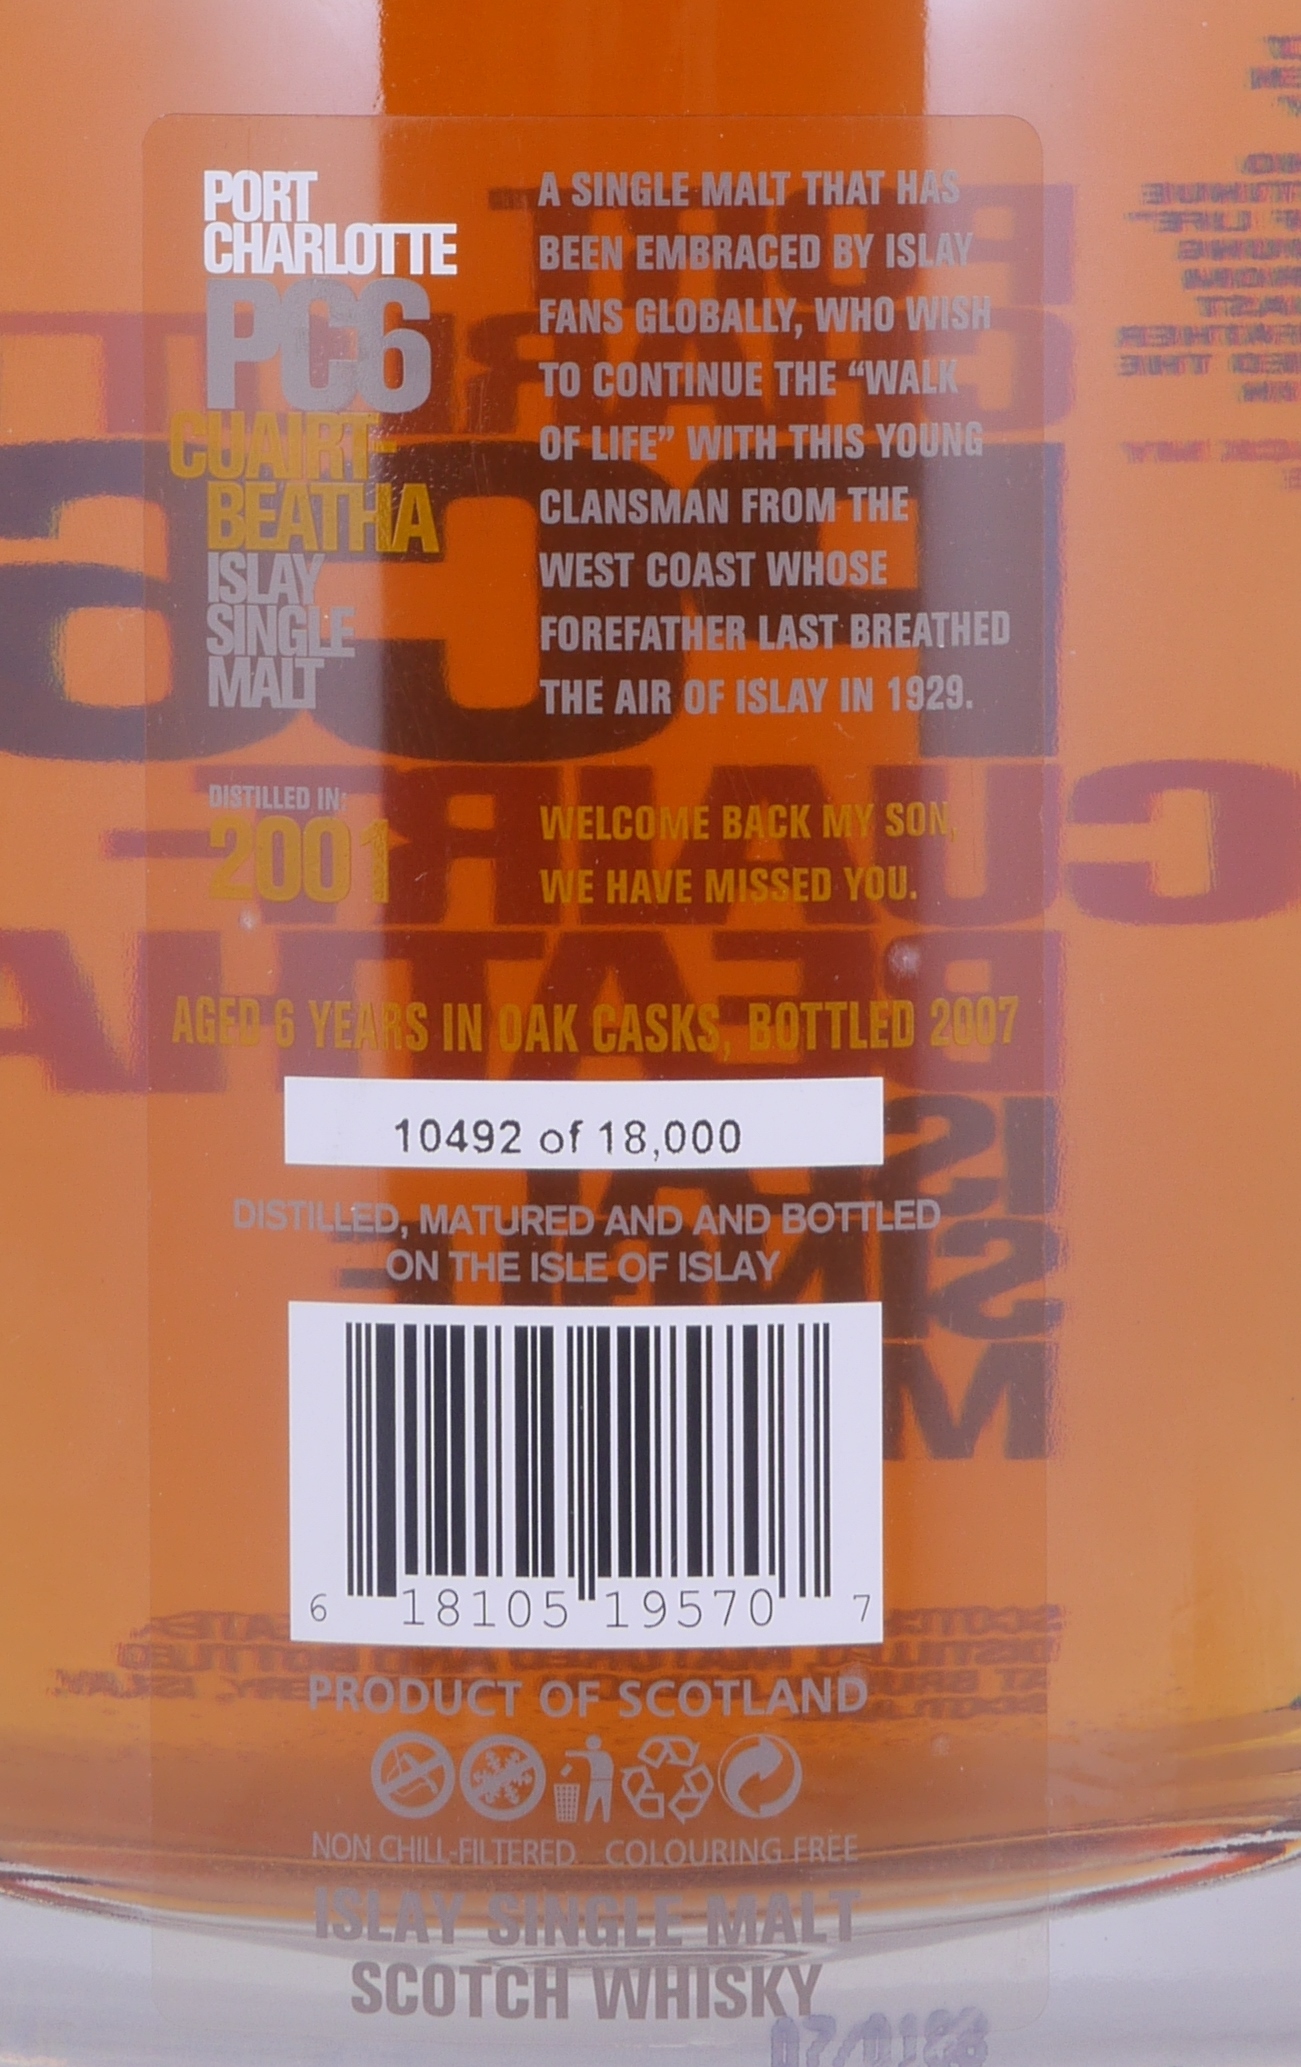 PORT
CHARLOTTE
PC6
CUAIRT-
BEATHA
ISLAY
SINGLE
MALT
DISTILLED IN:
2001
A SINGLE MALT THAT HAS
BEEN EMBRACED BY ISLAY
FANS GLOBALLY, WHO WISH
TO CONTINUE THE “WALK
OF LIFE” WITH THIS YOUNG
CLANSMAN FROM THE
WEST COAST WHOSE
FOREFATHER LAST BREATHED
THE AIR OF ISLAY IN 1929.
WELCOME BACK MY SON,
WE HAVE MISSED YOU.
AGED 6 YEARS IN OAK CASKS, BOTTLED 2007
10492 of 18,000
DISTILLED, MATURED AND AND BOTTLED
ON THE ISLE OF ISLAY
6 18105 19570 7
PRODUCT OF SCOTLAND
NON CHILL-FILTERED COLOURING FREE
ISLAY SINGLE MALT
SCOTCH WHISKY